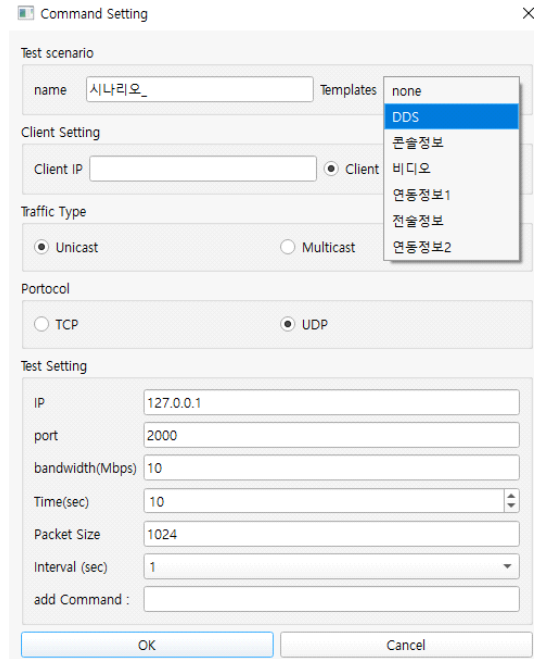 Command Setting
Test scenario
name 시나리오_ Templates none
DDS
Client Setting
콘솔정보
Client IP Client 비디오
연동정보1
Traffic Type
전술정보
Unicast Multicast 연동정보2
Portocol
TCP UDP
Test Setting
IP 127.0.0.1
port 2000
bandwidth(Mbps) 10
Time(sec) 10
Packet Size 1024
Interval (sec) 1
add Command :
OK Cancel